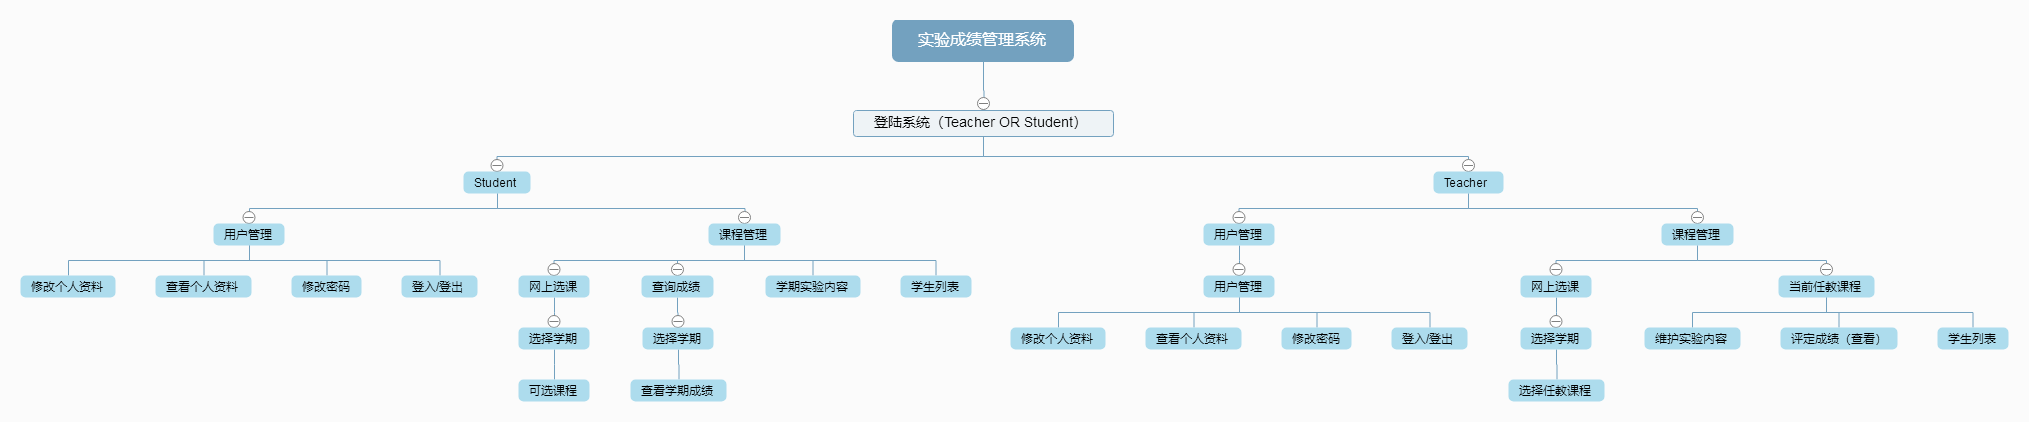 实验成绩管理系统
登陆系统（Teacher OR Student）
Student
Teacher
用户管理
课程管理
用户管理
课程管理
修改个人资料
查看个人资料
修改密码
登入/登出
网上选课
查询成绩
学期实验内容
学生列表
用户管理
网上选课
当前任教课程
选择学期
选择学期
修改个人资料
查看个人资料
修改密码
登入/登出
选择学期
维护实验内容
评定成绩（查看）
学生列表
可选课程
查看学期成绩
选择任教课程